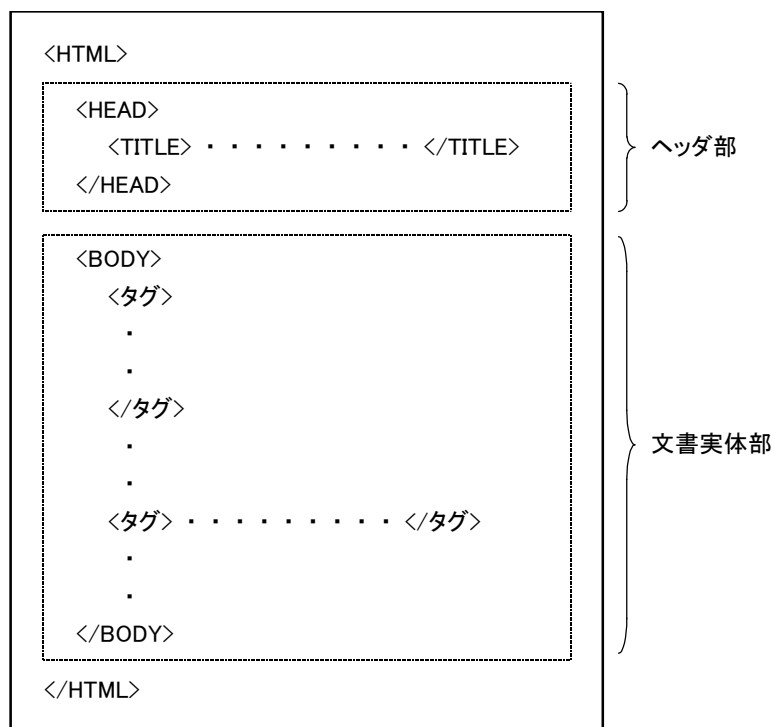 <HTML>
<HEAD>
<TITLE> ・ ・ ・ ・ ・ ・ ・ ・ ・ </TITLE>
</HEAD>
ヘッダ部
<BODY>
<タグ>
・
・
</タグ>
・
・
文書実体部
<タグ> ・ ・ ・ ・ ・ ・ ・ ・ ・ </タグ>
・
・
</BODY>
</HTML>